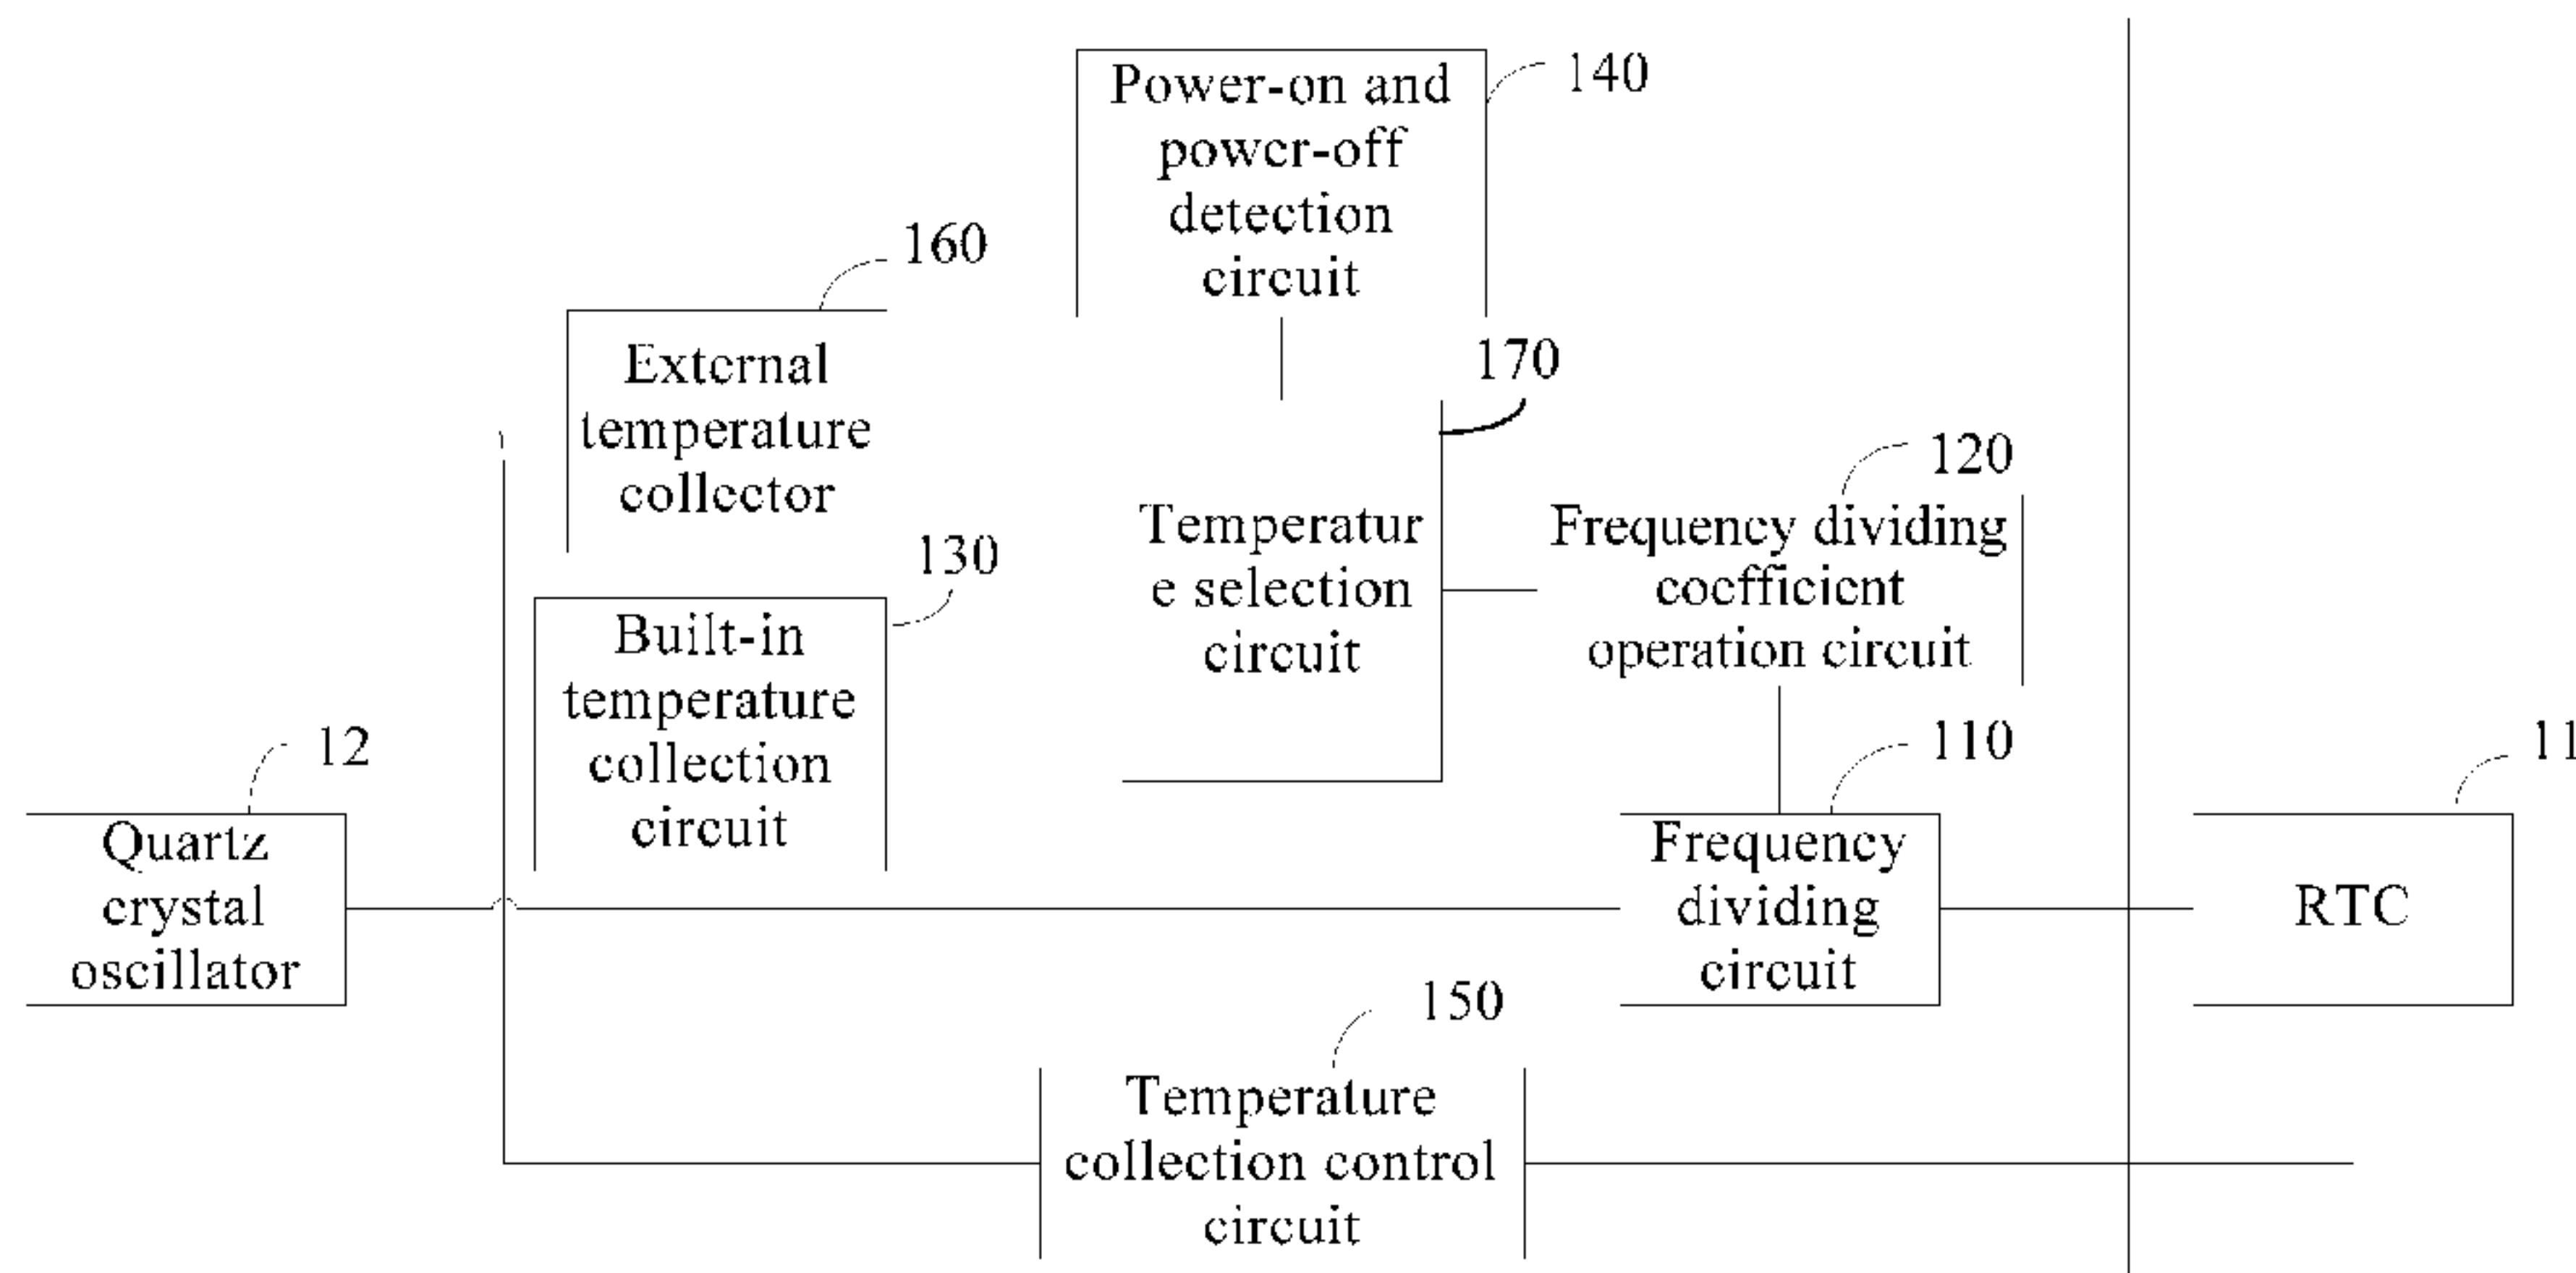 140
Power-on and
power-off
detection
circuit
160
External
temperature
collector
170
Temperatur
e selection
circuit
120
Frequency dividing
coefficient
operation circuit
130
Built-in
temperature
collection
circuit
12
Quartz
crystal
oscillator
110
Frequency
dividing
circuit
11
RTC
150
Temperature
collection control
circuit